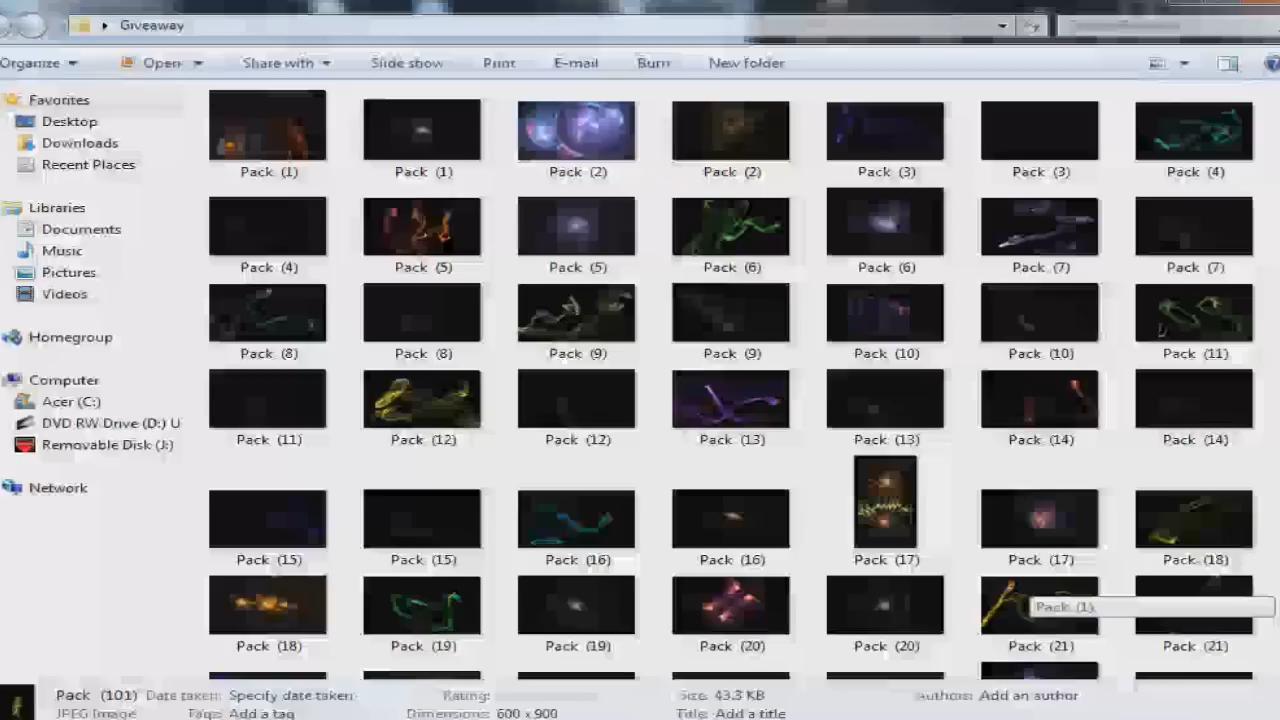 Giveaway
Organize Open Share with Slide show Print E-mail Burn New folder
Favorites
Desktop
Downloads
Recent Places
Libraries
Documents
Music
Pictures
Videos
Homegroup
Computer
Acer (C:)
DVD RW Drive (D:) U
Removable Disk (J:)
Network
Pack (1) Pack (1) Pack (2) Pack (2) Pack (3) Pack (3) Pack (4)
Pack (4) Pack (5) Pack (5) Pack (6) Pack (6) Pack (7) Pack (7)
Pack (8) Pack (8) Pack (9) Pack (9) Pack (10) Pack (10) Pack (11)
Pack (11) Pack (12) Pack (12) Pack (13) Pack (13) Pack (14) Pack (14)
Pack (15) Pack (15) Pack (16) Pack (16) Pack (17) Pack (17) Pack (18)
Pack (1)
Pack (18) Pack (19) Pack (19) Pack (20) Pack (20) Pack (21) Pack (21)
Pack (101) Date taken: Specify date taken Rating: Size: 43.3 KB Authors: Add an author
JPEG Image Tags: Add a tag Dimensions: 600 x 900 Title: Add a title